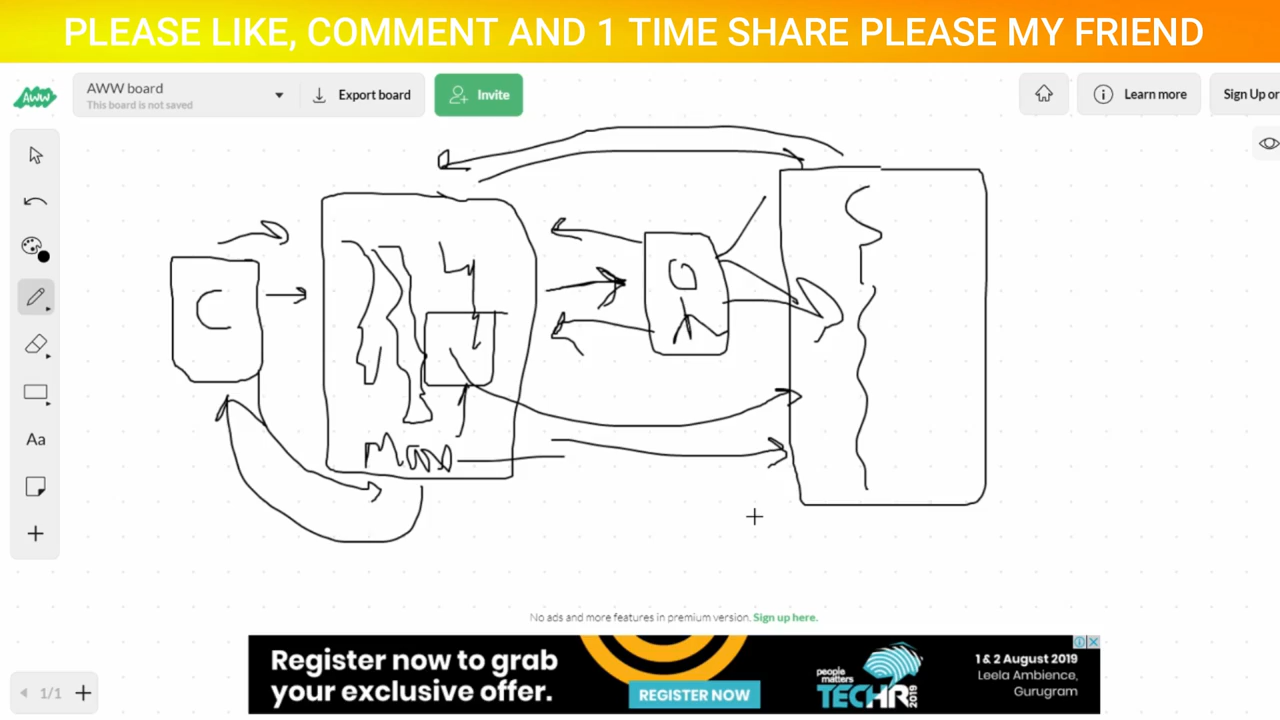 PLEASE LIKE, COMMENT AND 1 TIME SHARE PLEASE MY FRIEND
AWW
AWW board
This board is not saved
Export board
Invite
Learn more
Sign Up or
C
Aa
1/1
No ads and more features in premium version. Sign up here.
Register now to grab
your exclusive offer.
REGISTER NOW
people
matters
TECHR
2019
1 & 2 August 2019
Leela Ambience,
Gurugram